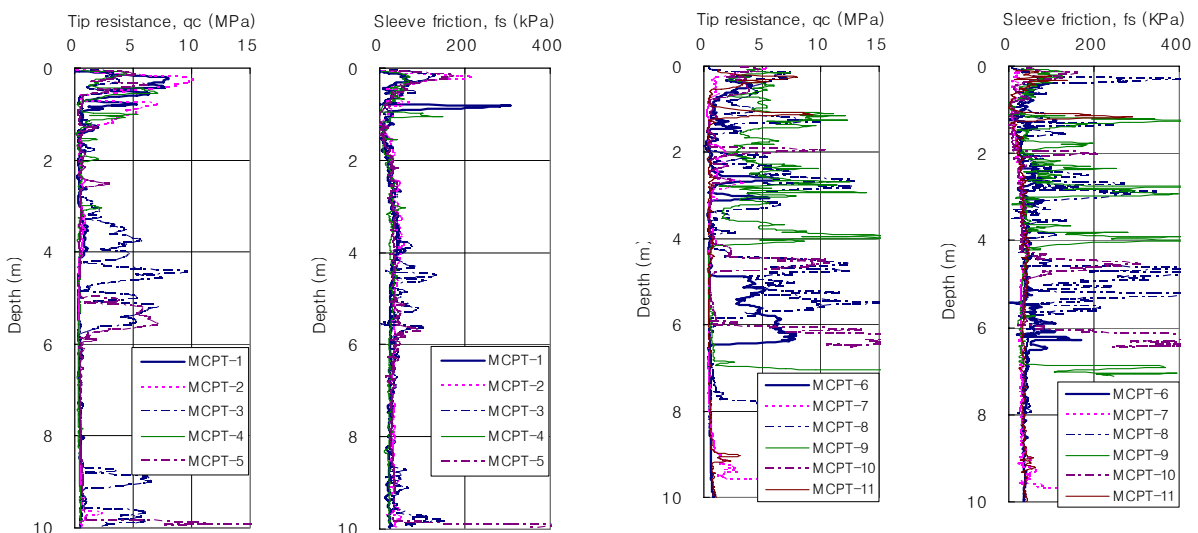 Tip resistance, qc (MPa)
0 5 10 15
0
2
4
6
8
10
Depth (m)
MCPT-1
MCPT-2
MCPT-3
MCPT-4
MCPT-5
Sleeve friction, fs (kPa)
0 200 400
0
2
4
6
8
10
Depth (m)
MCPT-1
MCPT-2
MCPT-3
MCPT-4
MCPT-5
Tip resistance, qc (MPa)
0 5 10 15
0
2
4
6
8
10
Depth (m)
MCPT-6
MCPT-7
MCPT-8
MCPT-9
MCPT-10
MCPT-11
Sleeve friction, fs (KPa)
0 200 400
0
2
4
6
8
10
Depth (m)
MCPT-6
MCPT-7
MCPT-8
MCPT-9
MCPT-10
MCPT-11